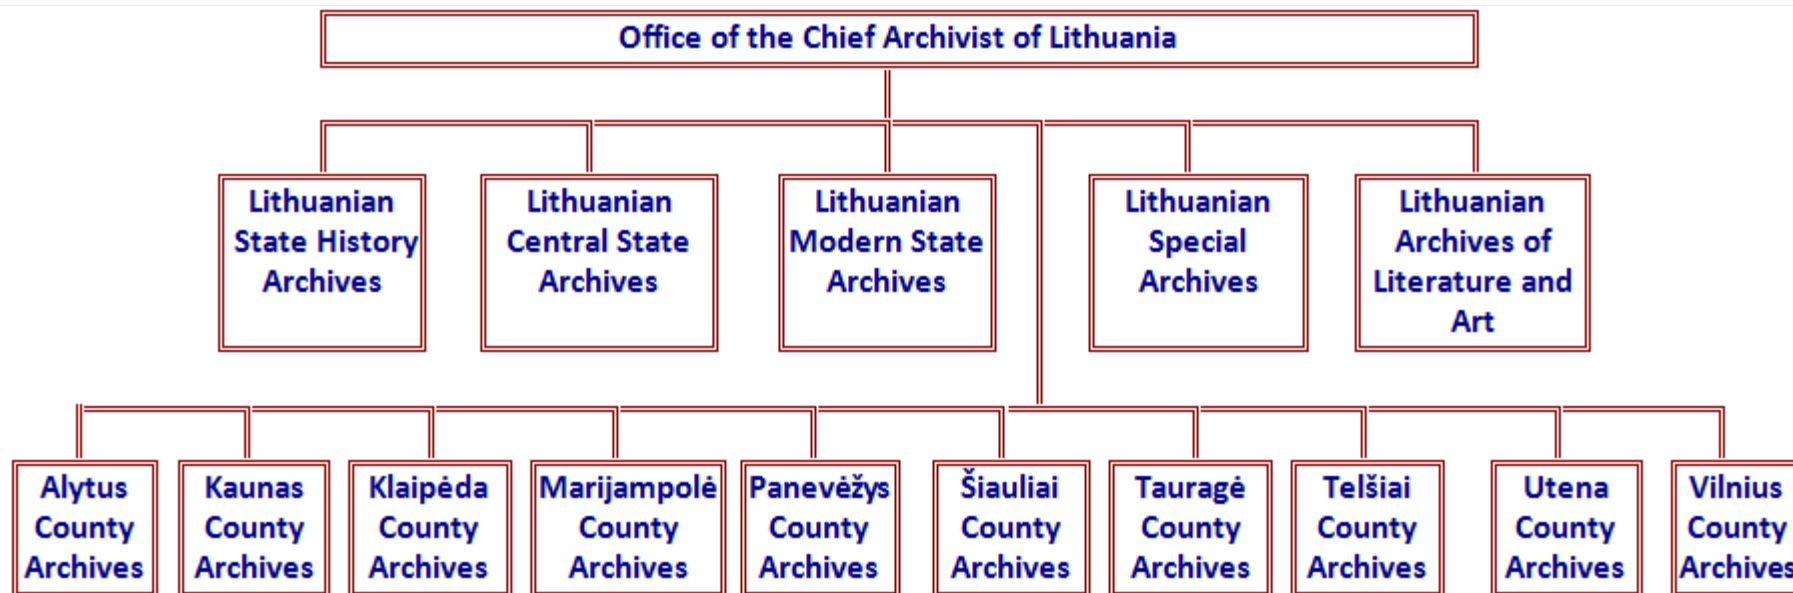 Office of the Chief Archivist of Lithuania
Lithuanian
State History
Archives
Lithuanian
Central State
Archives
Lithuanian
Modern State
Archives
Lithuanian
Special
Archives
Lithuanian
Archives of
Literature and
Art
Alytus
County
Archives
Kaunas
County
Archives
Klaipėda
County
Archives
Marijampolė
County
Archives
Panevėžys
County
Archives
Šiauliai
County
Archives
Tauragė
County
Archives
Telšiai
County
Archives
Utena
County
Archives
Vilnius
County
Archives